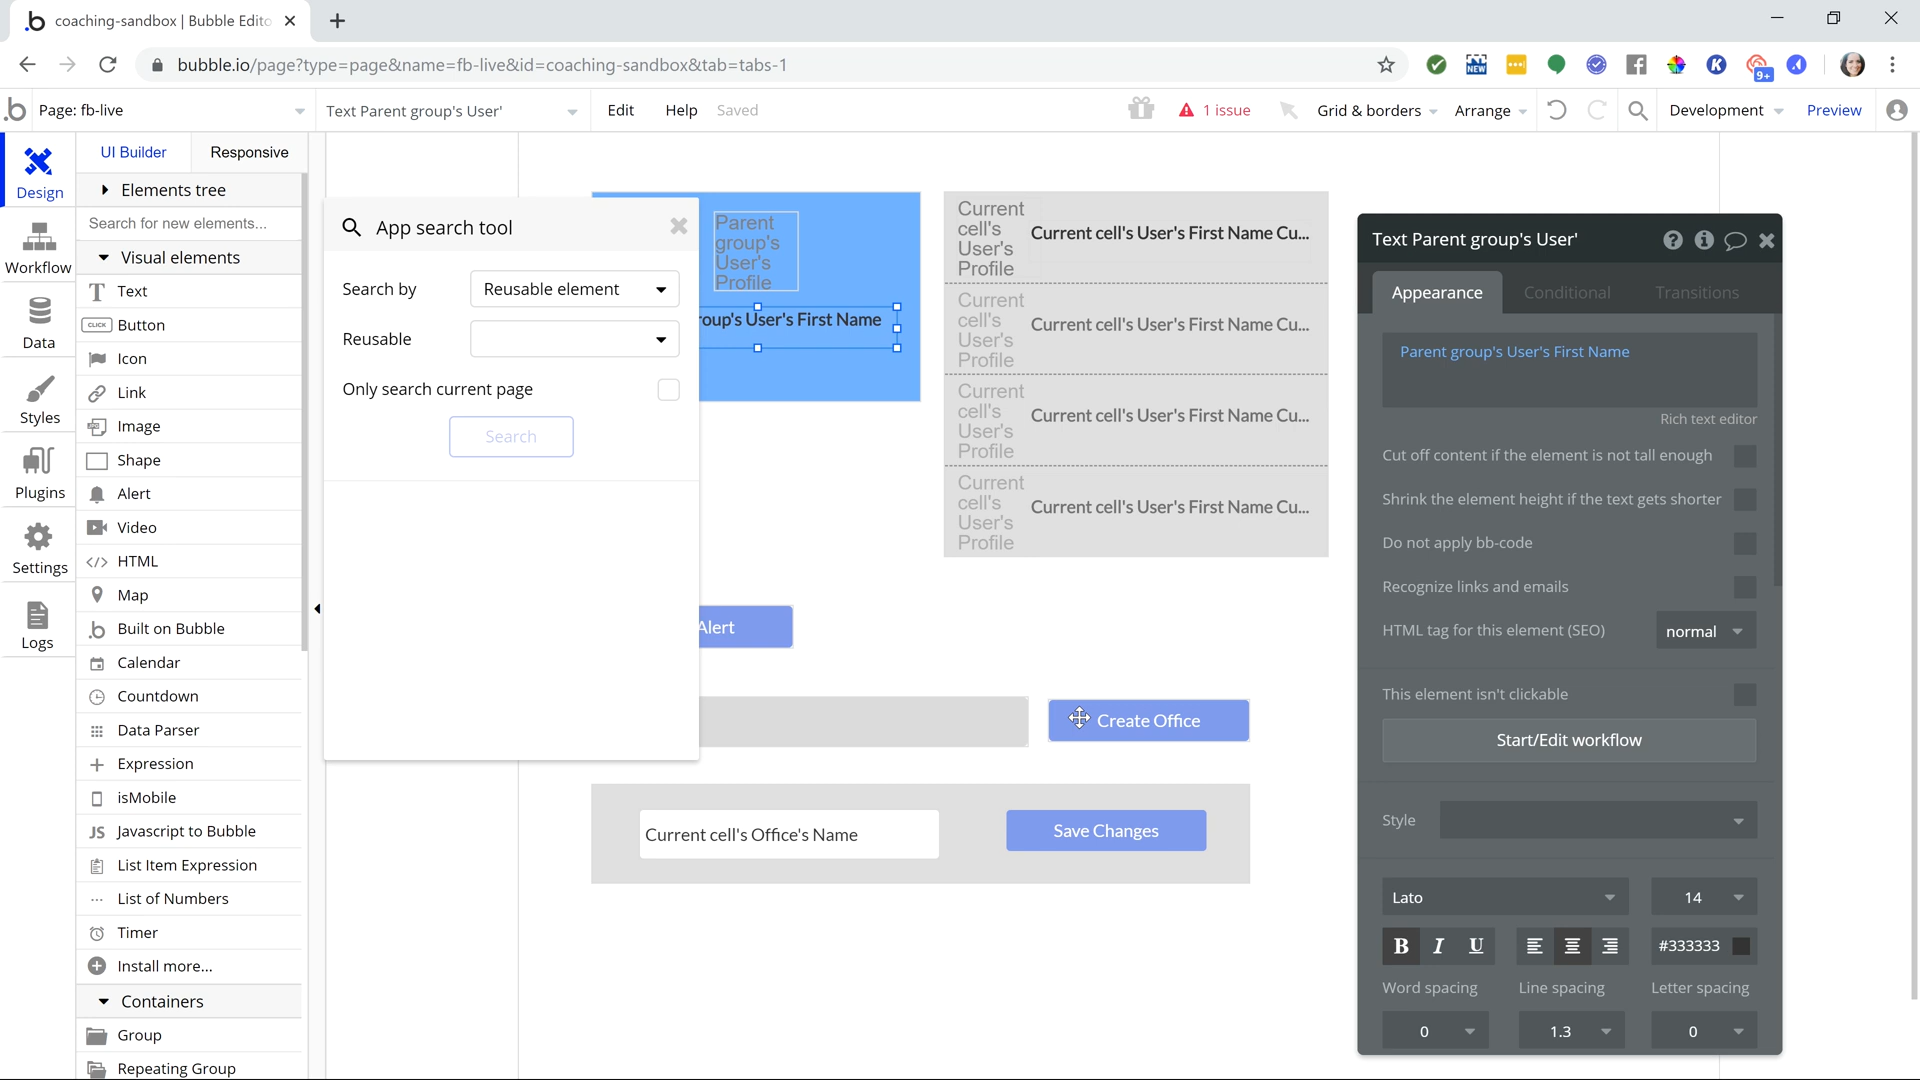 coaching-sandbox | Bubble Edito
bubble.io/page?type=page&name=fb-live&id=coaching-sandbox&tab=tabs-1
NEW
K
9+
Page: fb-live
Text Parent group's User'
Edit
Help
Saved
1 issue
Grid & borders
Arrange
Development
Preview
Design
Workflow
Data
Styles
Plugins
Settings
Logs
UI Builder
Responsive
Elements tree
Search for new elements...
Visual elements
Text
CLICK
Button
Icon
Link
Image
Shape
Alert
Video
HTML
Map
Built on Bubble
Calendar
Countdown
Data Parser
Expression
isMobile
JS
Javascript to Bubble
List Item Expression
List of Numbers
Timer
Install more...
Containers
Group
Repeating Group
App search tool
Search by
Reusable element
Reusable
Only search current page
Search
Parent
group's
User's
Profile
roup's User's First Name
Alert
Current
cell's
User's
Profile
Current cell's User's First Name Cu...
Current
cell's
User's
Profile
Current cell's User's First Name Cu...
Current
cell's
User's
Profile
Current cell's User's First Name Cu...
Current
cell's
User's
Profile
Current cell's User's First Name Cu...
Create Office
Current cell's Office's Name
Save Changes
Text Parent group's User'
Appearance
Conditional
Transitions
Parent group's User's First Name
Rich text editor
Cut off content if the element is not tall enough
Shrink the element height if the text gets shorter
Do not apply bb-code
Recognize links and emails
HTML tag for this element (SEO)
normal
This element isn't clickable
Start/Edit workflow
Style
Lato
14
B I U
#333333
Word spacing
Line spacing
Letter spacing
0
1.3
0